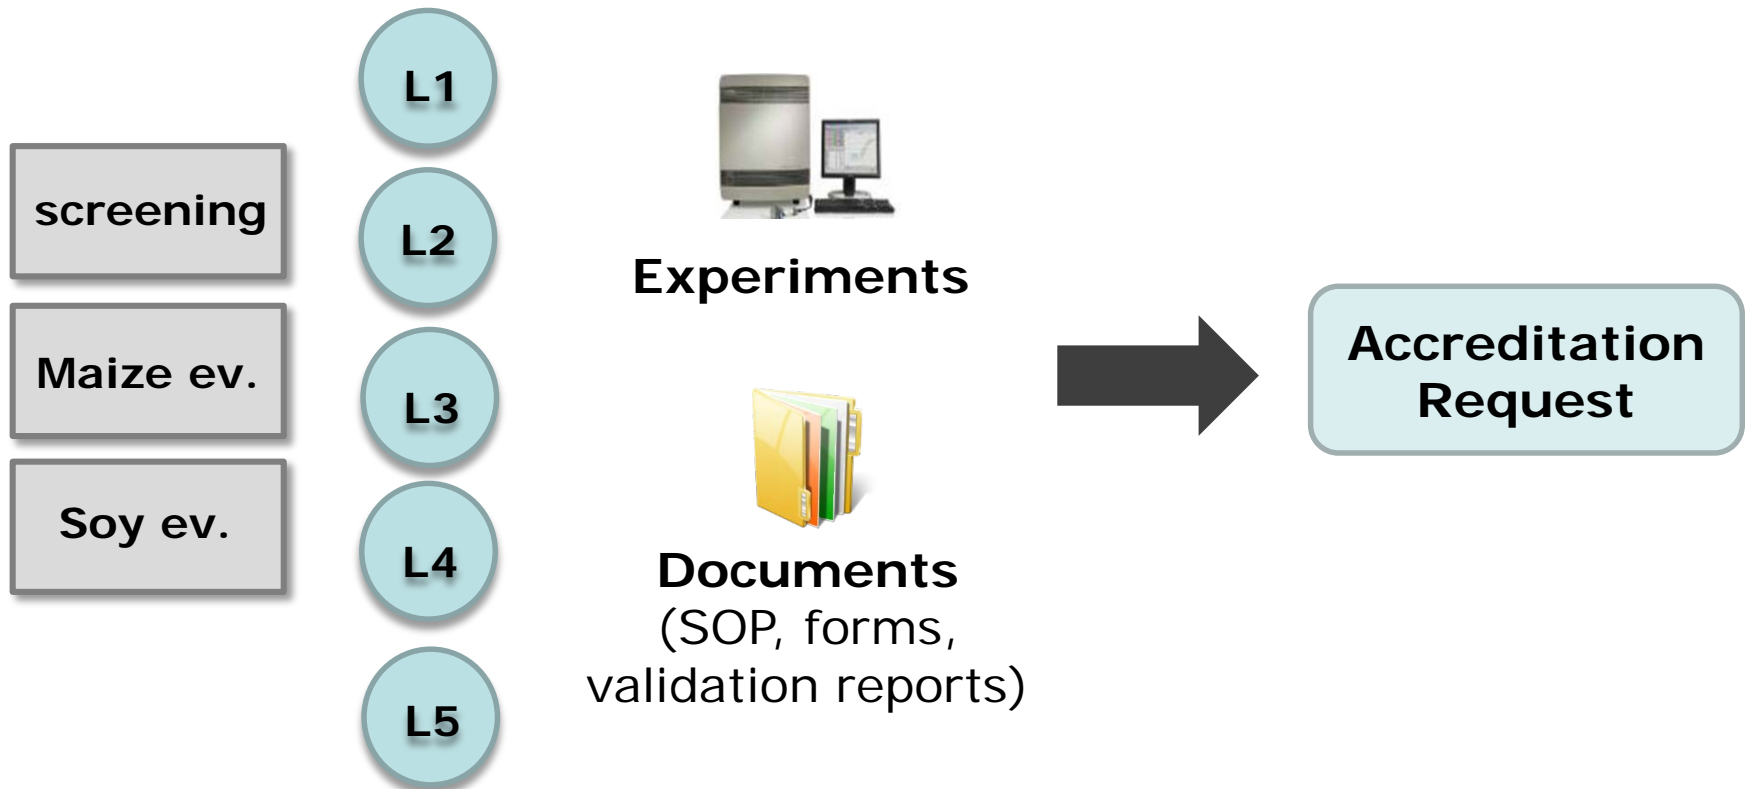 screening
Maize ev.
Soy ev.
L1
L2
L3
L4
L5
Experiments
Documents
(SOP, forms,
validation reports)
Accreditation
Request